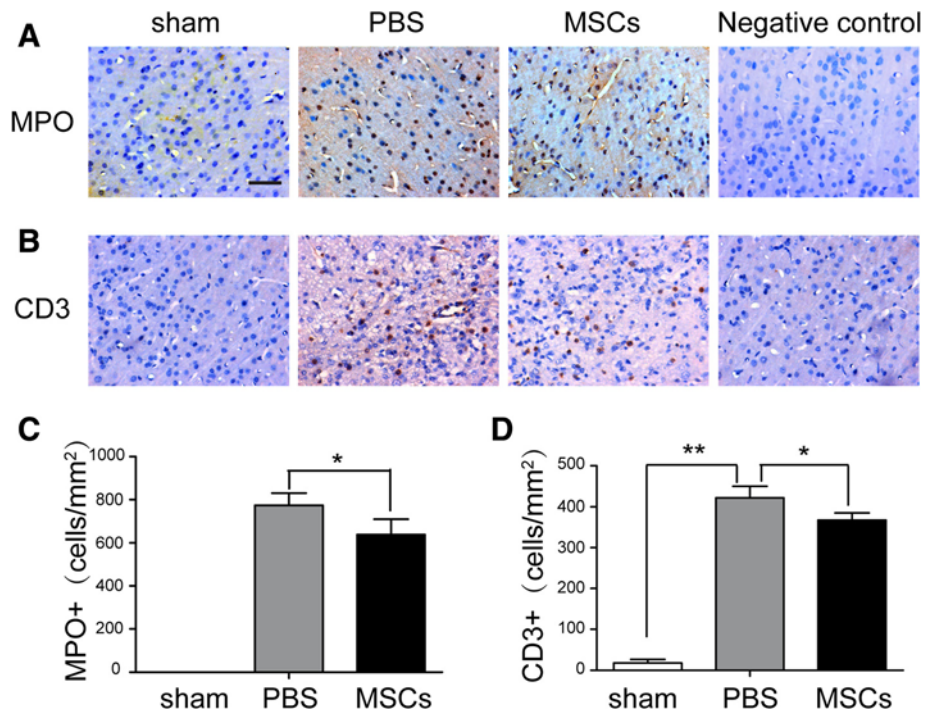 A
sham PBS MSCs Negative control
MPO
B
CD3
C
MPO+ (cells/mm²)
1000
800
600
400
200
0
*
sham PBS MSCs
D
CD3+ (cells/mm²)
500
400
300
200
100
0
** *
sham PBS MSCs